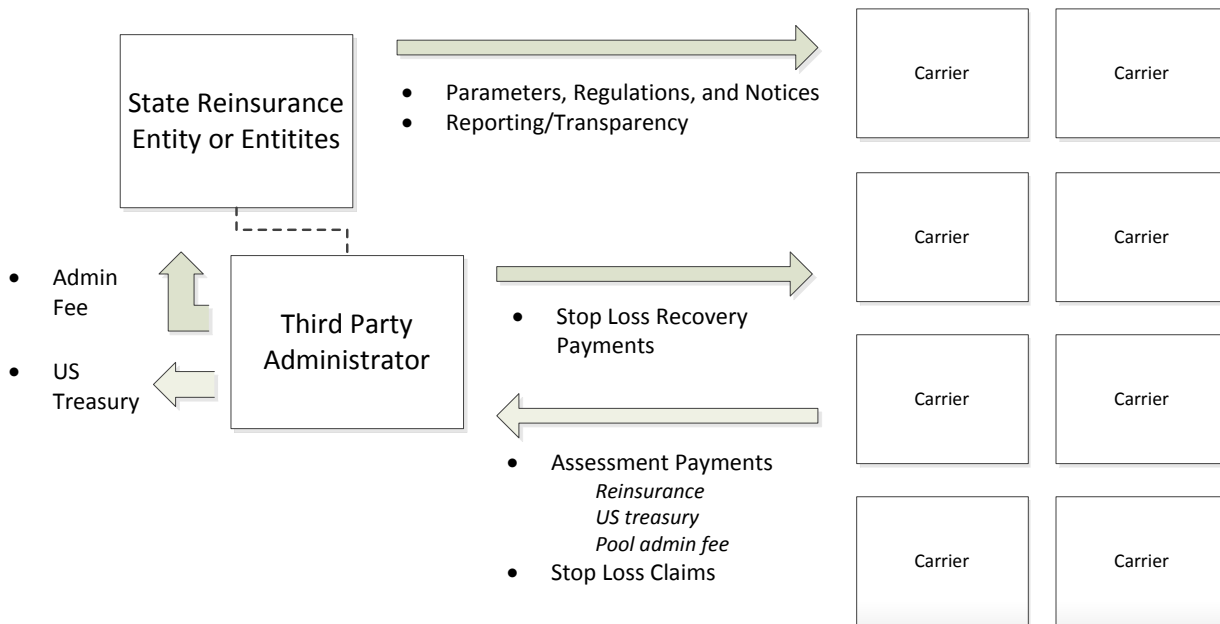 State Reinsurance
Entity or Entitites
• Parameters, Regulations, and Notices
• Reporting/Transparency
Carrier
Carrier
• Admin
Fee
• US
Treasury
Third Party
Administrator
• Stop Loss Recovery
Payments
Carrier
Carrier
• Assessment Payments
Reinsurance
US treasury
Pool admin fee
• Stop Loss Claims
Carrier
Carrier
Carrier
Carrier